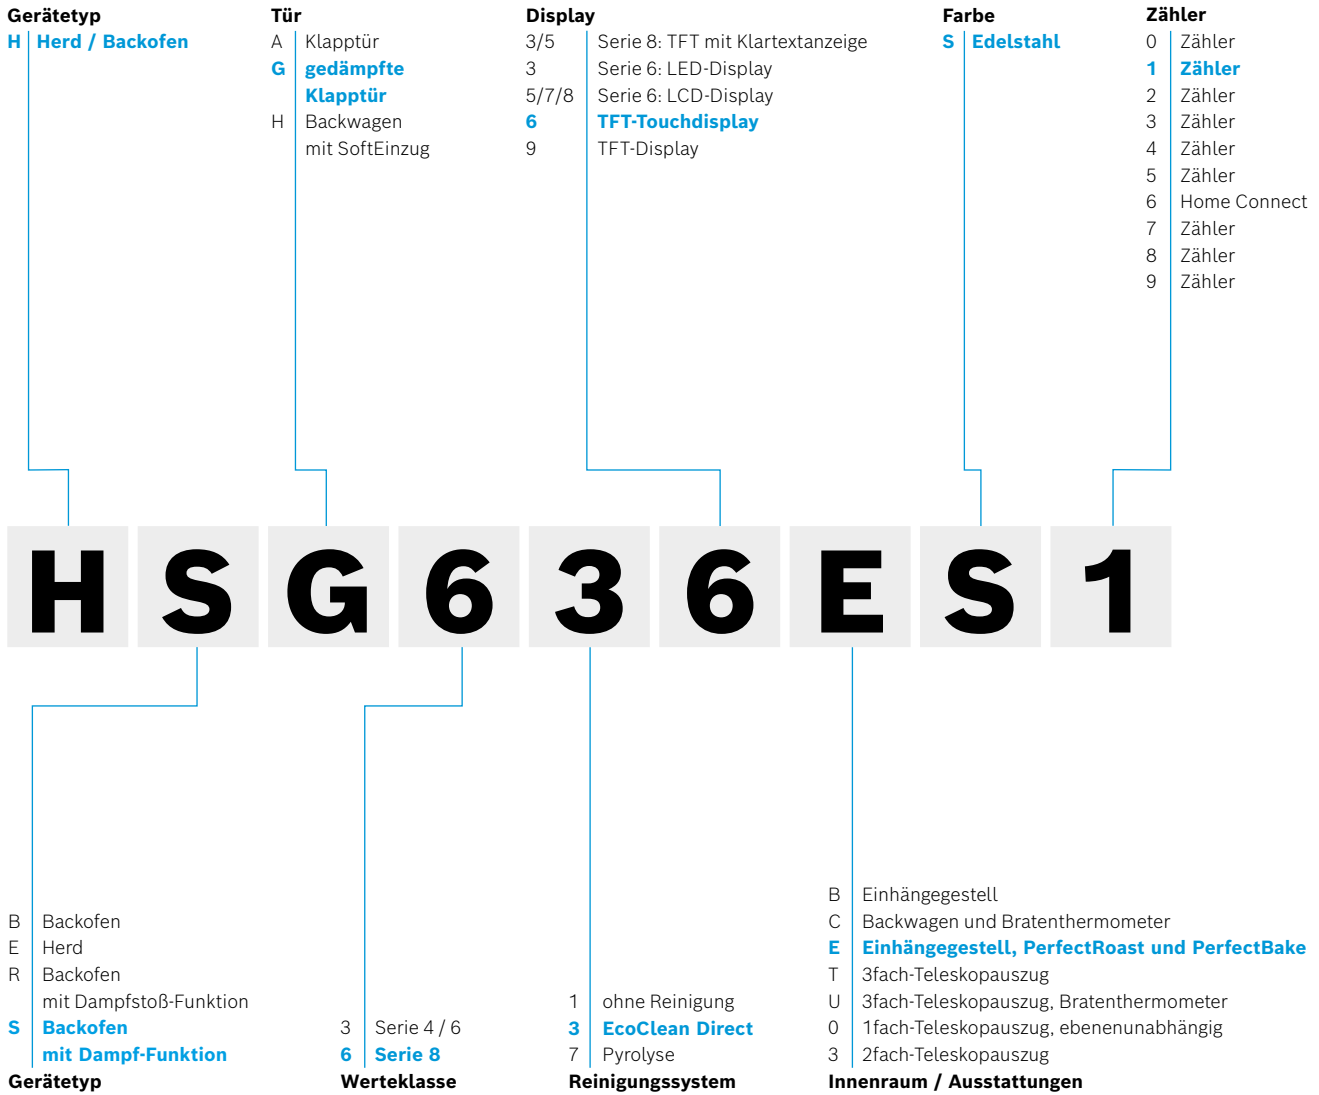 Gerätetyp
H Herd / Backofen
Tür
A Klapptür
G gedämpfte
Klapptür
H Backwagen
mit SoftEinzug
Display
3/5 Serie 8: TFT mit Klartextanzeige
3 Serie 6: LED-Display
5/7/8 Serie 6: LCD-Display
6 TFT-Touchdisplay
9 TFT-Display
Farbe
S Edelstahl
Zähler
0 Zähler
1 Zähler
2 Zähler
3 Zähler
4 Zähler
5 Zähler
6 Home Connect
7 Zähler
8 Zähler
9 Zähler
H S G 6 3 6 E S 1
B Backofen
E Herd
R Backofen
mit Dampfstoß-Funktion
S Backofen
mit Dampf-Funktion
Gerätetyp
3 Serie 4 / 6
6 Serie 8
Werteklasse
1 ohne Reinigung
3 EcoClean Direct
7 Pyrolyse
Reinigungssystem
B Einhängegestell
C Backwagen und Bratenthermometer
E Einhängegestell, PerfectRoast und PerfectBake
T 3fach-Teleskopauszug
U 3fach-Teleskopauszug, Bratenthermometer
0 1fach-Teleskopauszug, ebenenunabhängig
3 2fach-Teleskopauszug
Innenraum / Ausstattungen